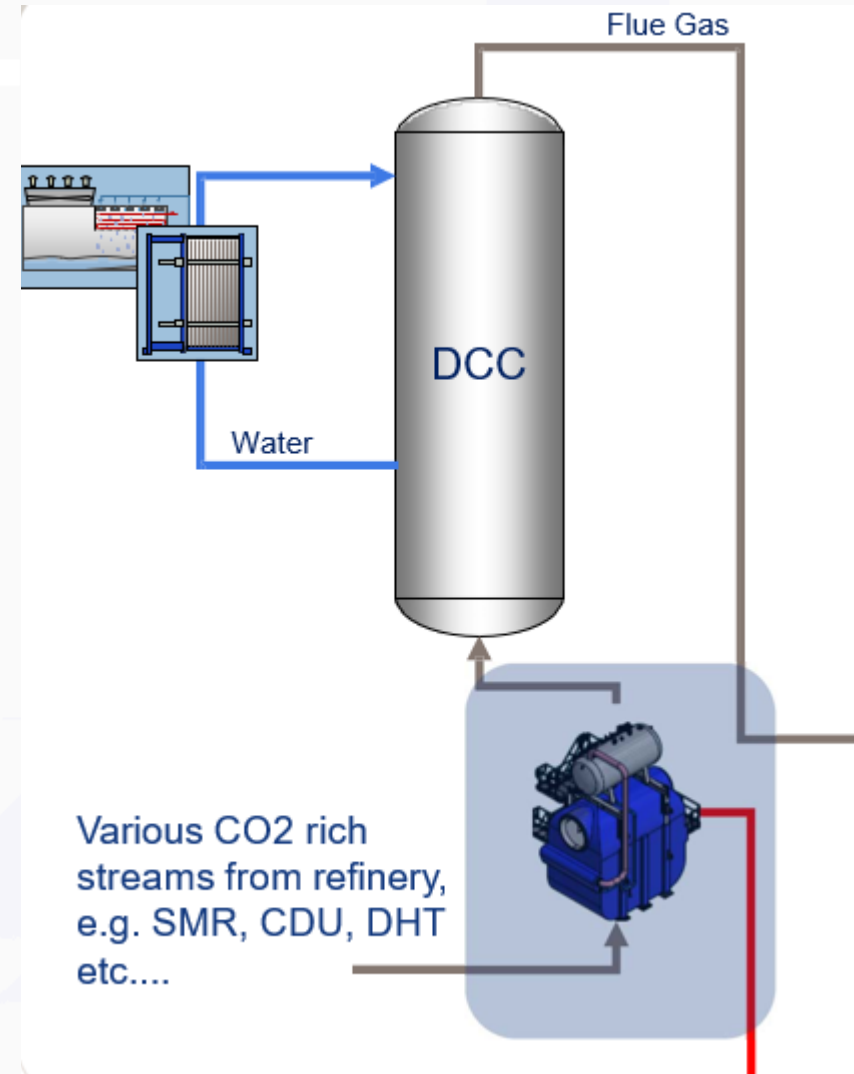 Flue Gas
DCC
Water
Various CO2 rich
streams from refinery,
e.g. SMR, CDU, DHT
etc....